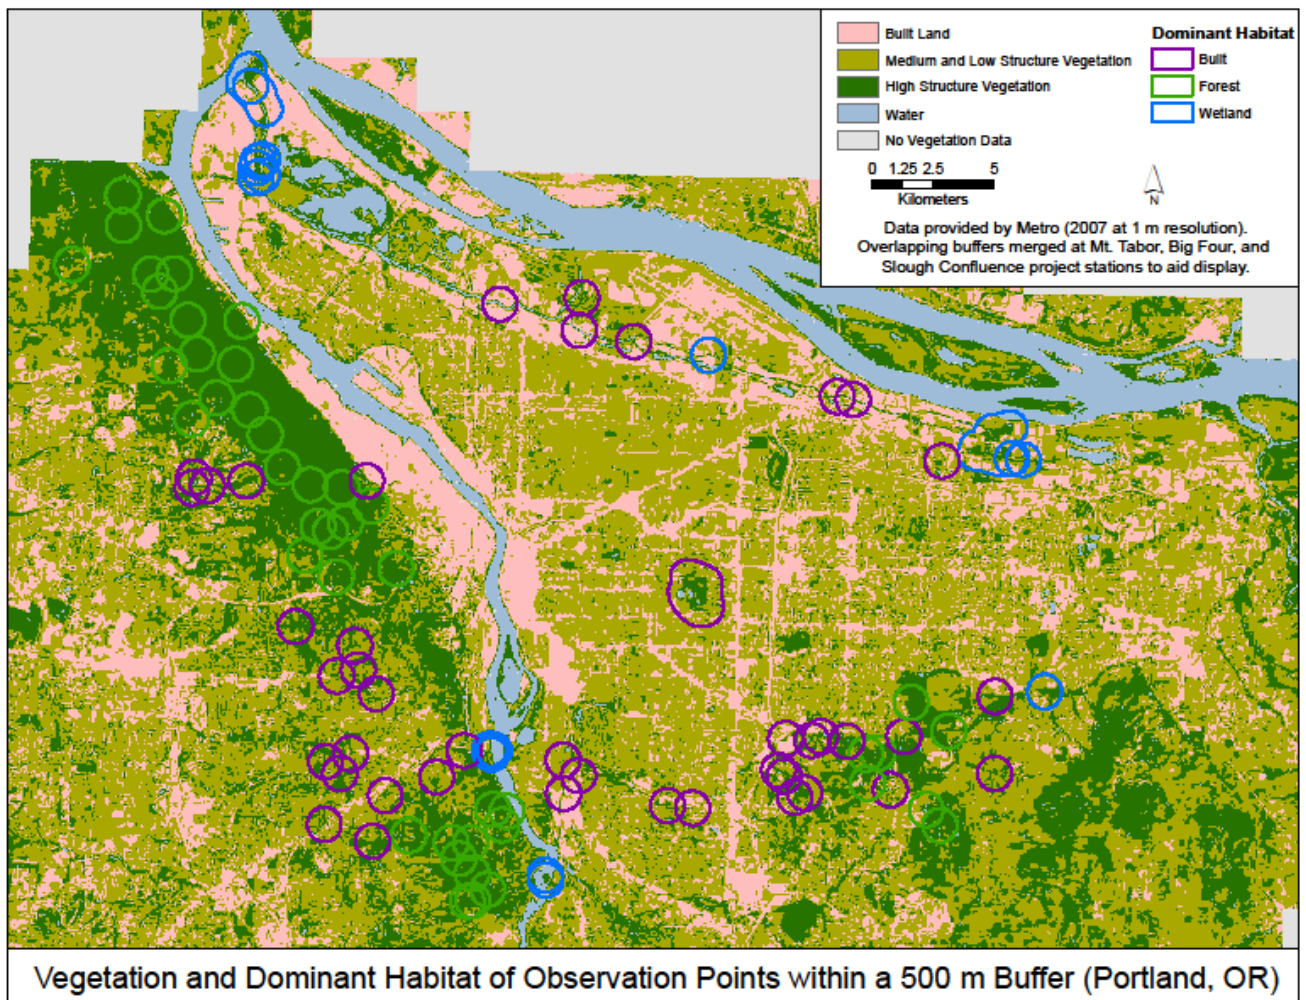 Built Land
Medium and Low Structure Vegetation
High Structure Vegetation
Water
No Vegetation Data
Dominant Habitat
Built
Forest
Wetland
0 1.25 2.5 5
Kilometers
N
Data provided by Metro (2007 at 1 m resolution).
Overlapping buffers merged at Mt. Tabor, Big Four, and
Slough Confluence project stations to aid display.
Vegetation and Dominant Habitat of Observation Points within a 500 m Buffer (Portland, OR)